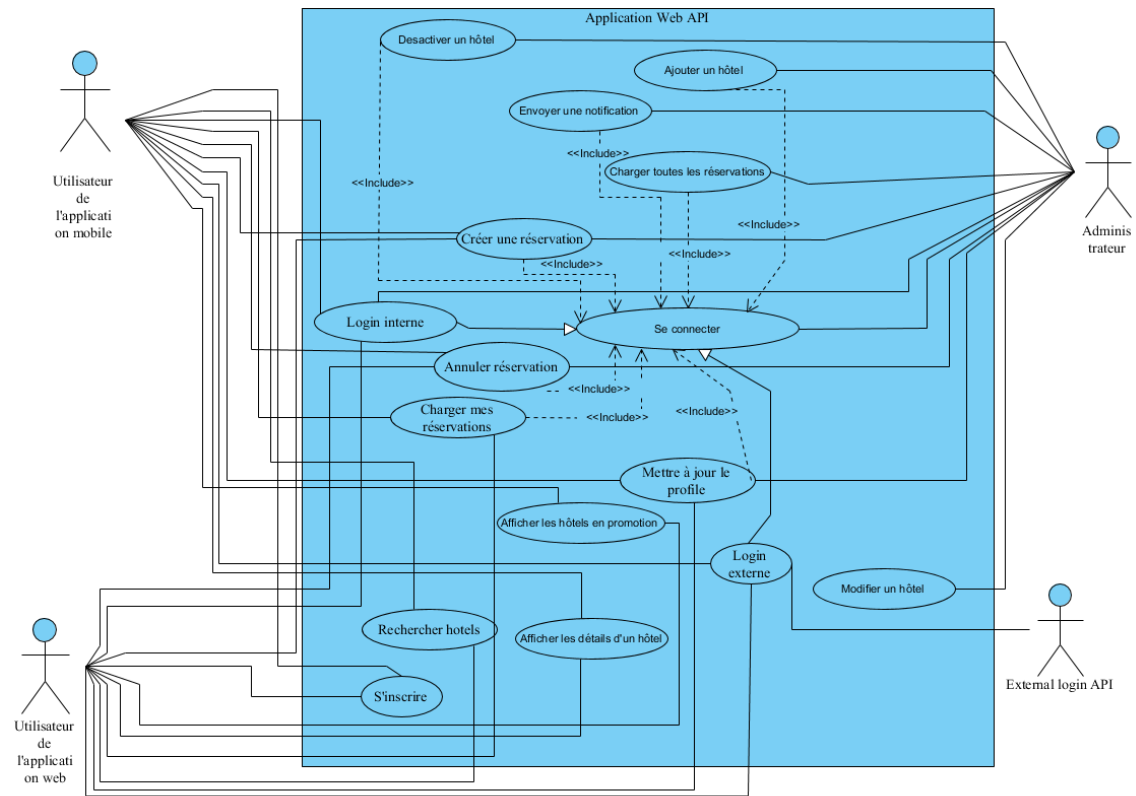 Application Web API
Desactiver un hôtel
Ajouter un hôtel
Envoyer une notification
<<Include>>
Charger toutes les réservations
<<Include>>
Utilisateur
de
l'applicati
on mobile
Adminis
trateur
<<Include>>
<<Include>>
Créer une réservation
<<Include>>
<<Include>>
Login interne
Se connecter
Annuler réservation
<<Include>>
Charger mes
réservations
<<Include>>
<<Include>>
Mettre à jour le
profile
Afficher les hôtels en promotion
Login
externe
Modifier un hôtel
Rechercher hotels
Afficher les détails d'un hôtel
External login API
S'inscrire
Utilisateur
de
l'applicati
on web